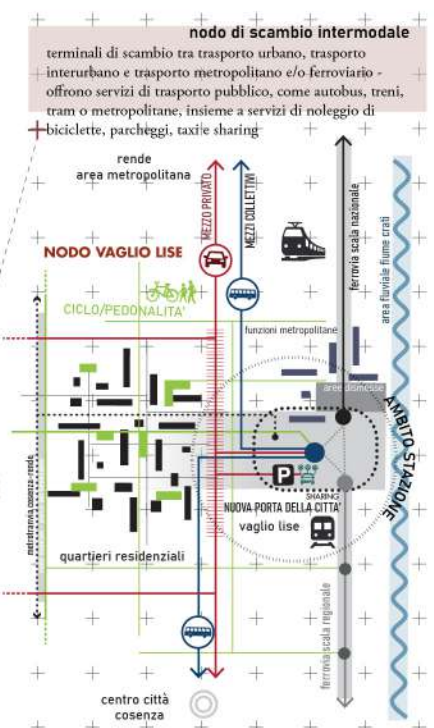 nodo di scambio intermodale
terminali di scambio tra trasporto urbano, trasporto
interurbano e trasporto metropolitano e/o ferroviario -
offrono servizi di trasporto pubblico, come autobus, treni,
tram o metropolitane, insieme a servizi di noleggio di
biciclette, parcheggi, taxi e sharing
rende
area metropolitana
MEZZO PRIVATO
MEZZI COLLETTIVI
ferrovia scala nazionale
area fluviale fiume crati
NODO VAGLIO LISE
CICLO/PEDONALITA'
funzioni metropolitane
aree dismesse
AMBITO STAZIONE
metrotranvia cosenza-rende
P
SHARING
NUOVA PORTA DELLA CITTA'
vaglio lise
quartieri residenziali
ferrovia scala regionale
centro città
cosenza